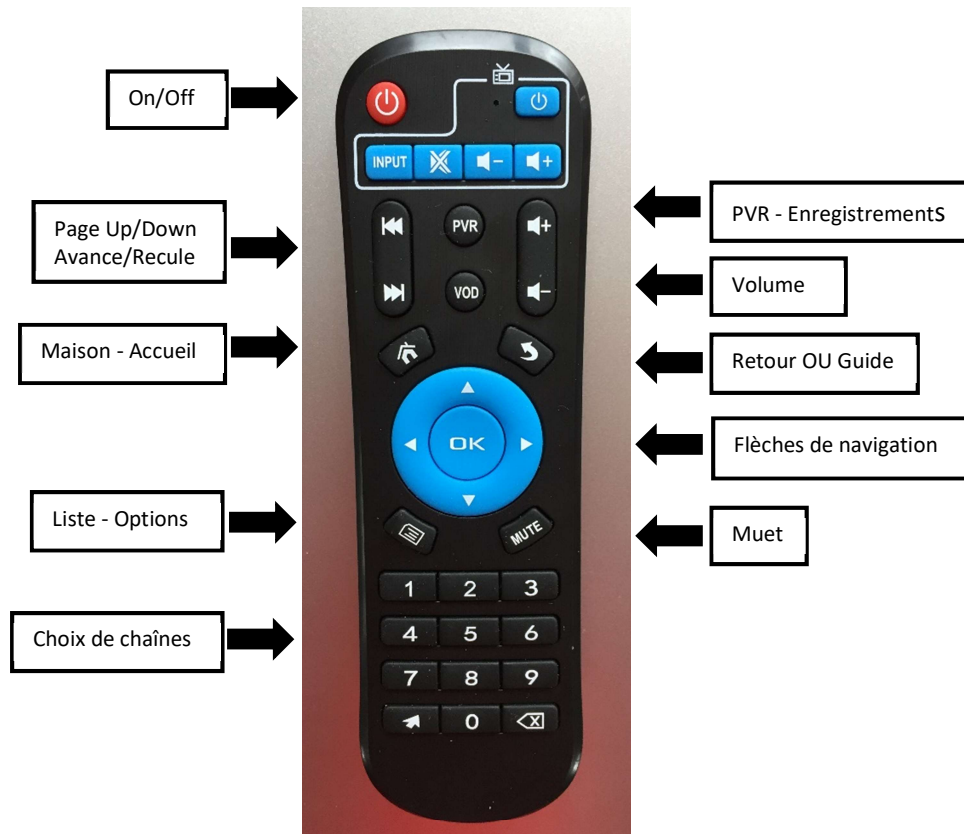 On/Off
INPUT
Page Up/Down
Avance/Recule
PVR
PVR - Enregistrements
VOD
Volume
Maison - Accueil
Retour OU Guide
OK
Flèches de navigation
Liste - Options
MUTE
Muet
1 2 3
Choix de chaînes
4 5 6
7 8 9
0